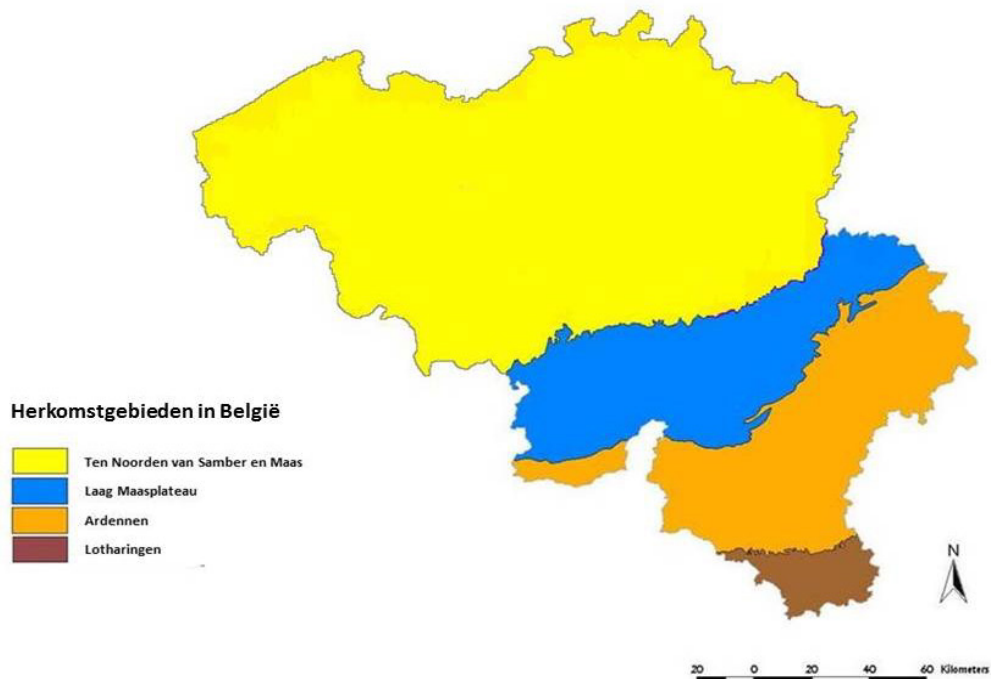 Herkomstgebieden in België
Ten Noorden van Samber en Maas
Laag Maasplateau
Ardennen
Lotharingen
N
20 0 20 40 60 Kilometers